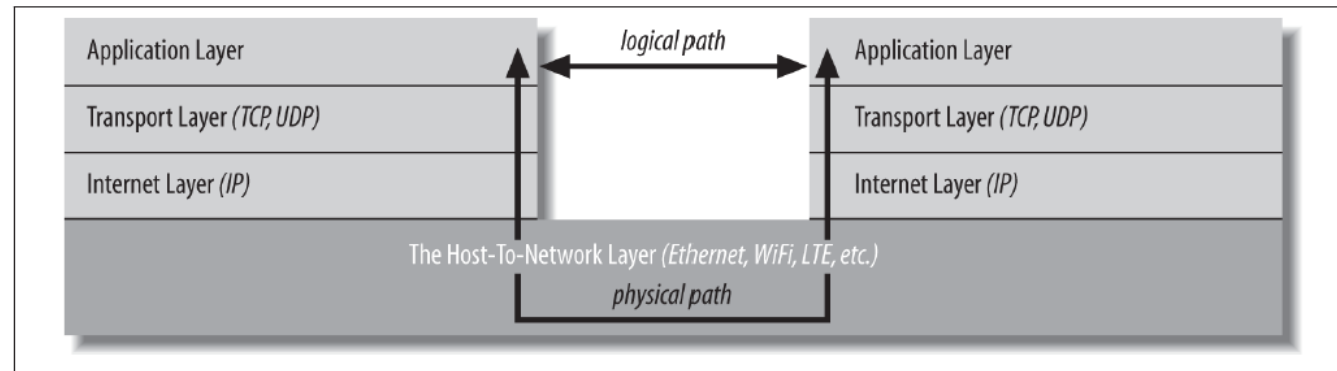 Application Layer
logical path
Application Layer
Transport Layer (TCP, UDP)
Transport Layer (TCP, UDP)
Internet Layer (IP)
Internet Layer (IP)
The Host-To-Network Layer (Ethernet, WiFi, LTE, etc.)
physical path